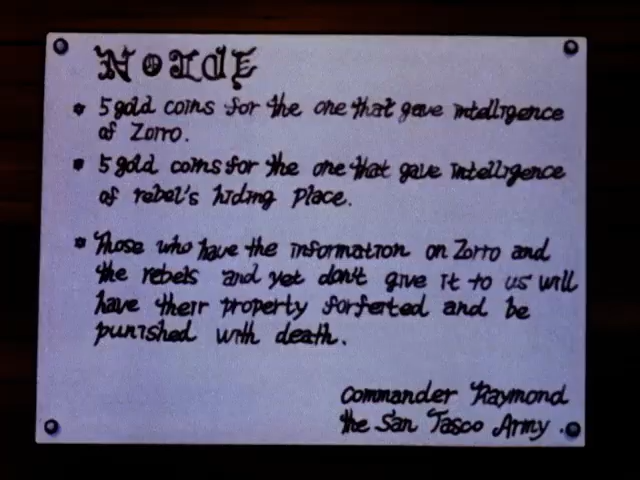 NOTICE
* 5 gold coins for the one that gave intelligence
of Zorro.
* 5 gold coins for the one that gave intelligence
of rebel's hiding place.
* Those who have the information on Zorro and
the rebels and yet don't give it to us will
have their property forferted and be
punished with death.
Commander Raymond
the San Tasco Army.